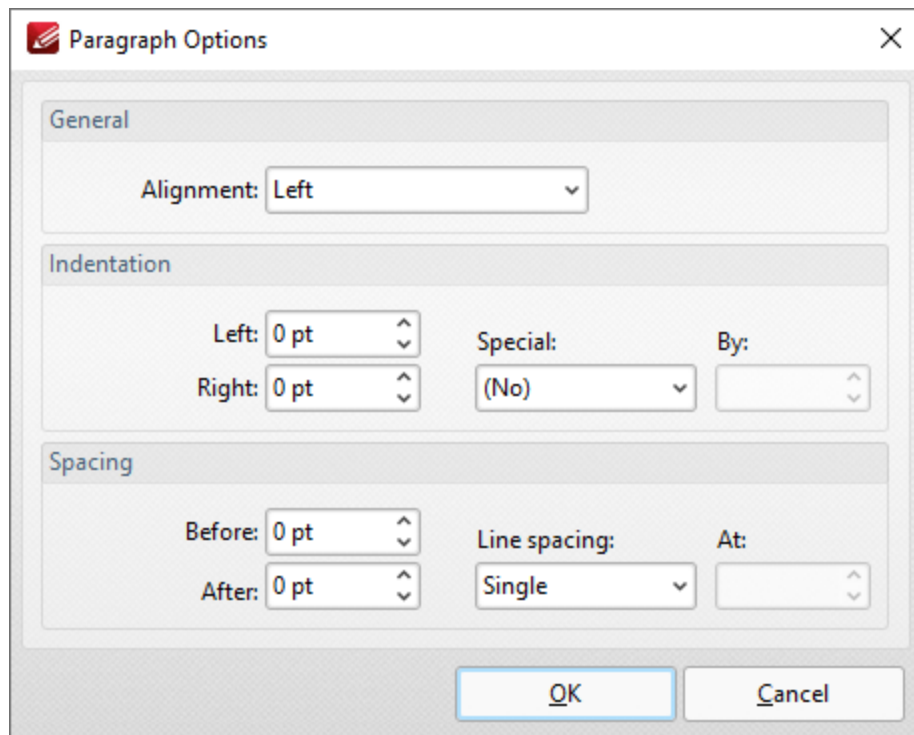 Paragraph Options
General
Alignment: Left
Indentation
Left: 0 pt
Special:
By:
Right: 0 pt
(No)
Spacing
Before: 0 pt
Line spacing:
At:
After: 0 pt
Single
OK
Cancel